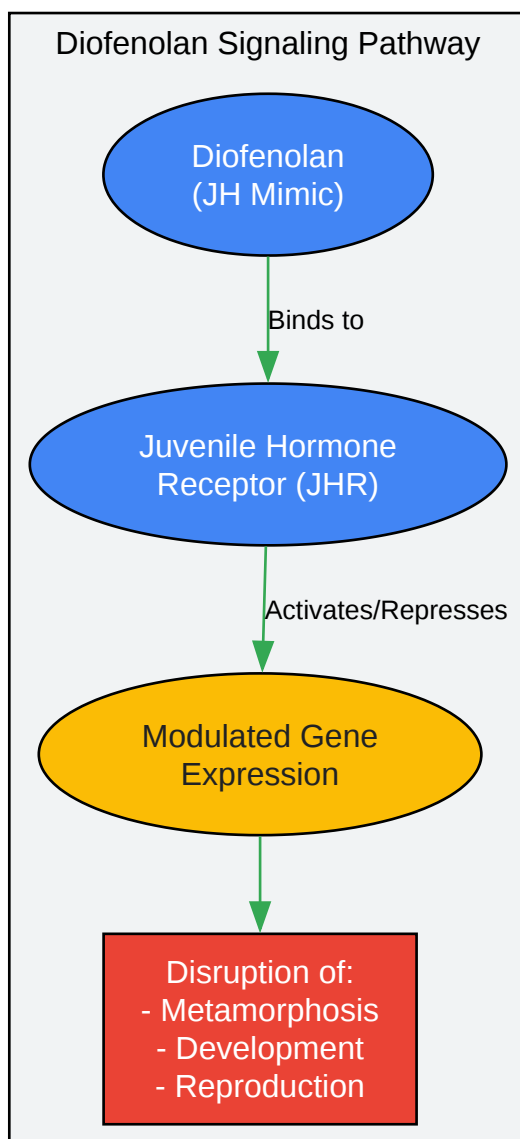 Diofenolan Signaling Pathway
Diofenolan
(JH Mimic)
Binds to
Juvenile Hormone
Receptor (JHR)
Activates/Represses
Modulated Gene
Expression
Disruption of:
- Metamorphosis
- Development
- Reproduction